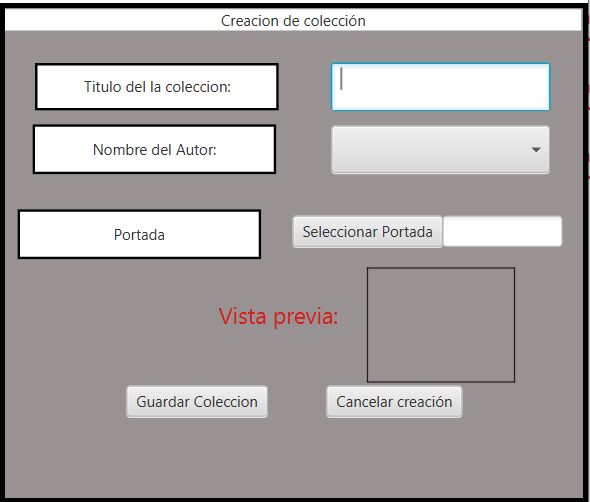 Creacion de colección
Titulo del la coleccion:
Nombre del Autor:
Portada
Seleccionar Portada
Vista previa:
Guardar Coleccion
Cancelar creación